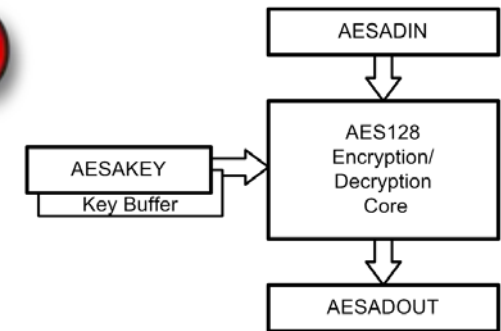 AESADIN
AES128
Encryption/
Decryption
Core
AESAKEY
Key Buffer
AESADOUT